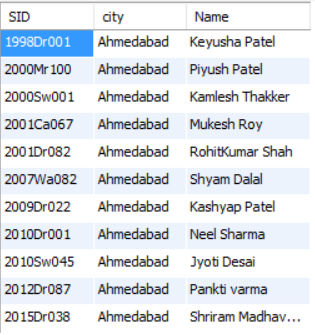 SID city Name
1998Dr001 Ahmedabad Keyusha Patel
2000Mr100 Ahmedabad Piyush Patel
2000Sw001 Ahmedabad Kamlesh Thakker
2001Ca067 Ahmedabad Mukesh Roy
2001Dr082 Ahmedabad RohitKumar Shah
2007Wa082 Ahmedabad Shyam Dalal
2009Dr022 Ahmedabad Kashyap Patel
2010Dr001 Ahmedabad Neel Sharma
2010Sw045 Ahmedabad Jyoti Desai
2012Dr087 Ahmedabad Pankti varma
2015Dr038 Ahmedabad Shriram Madhav...